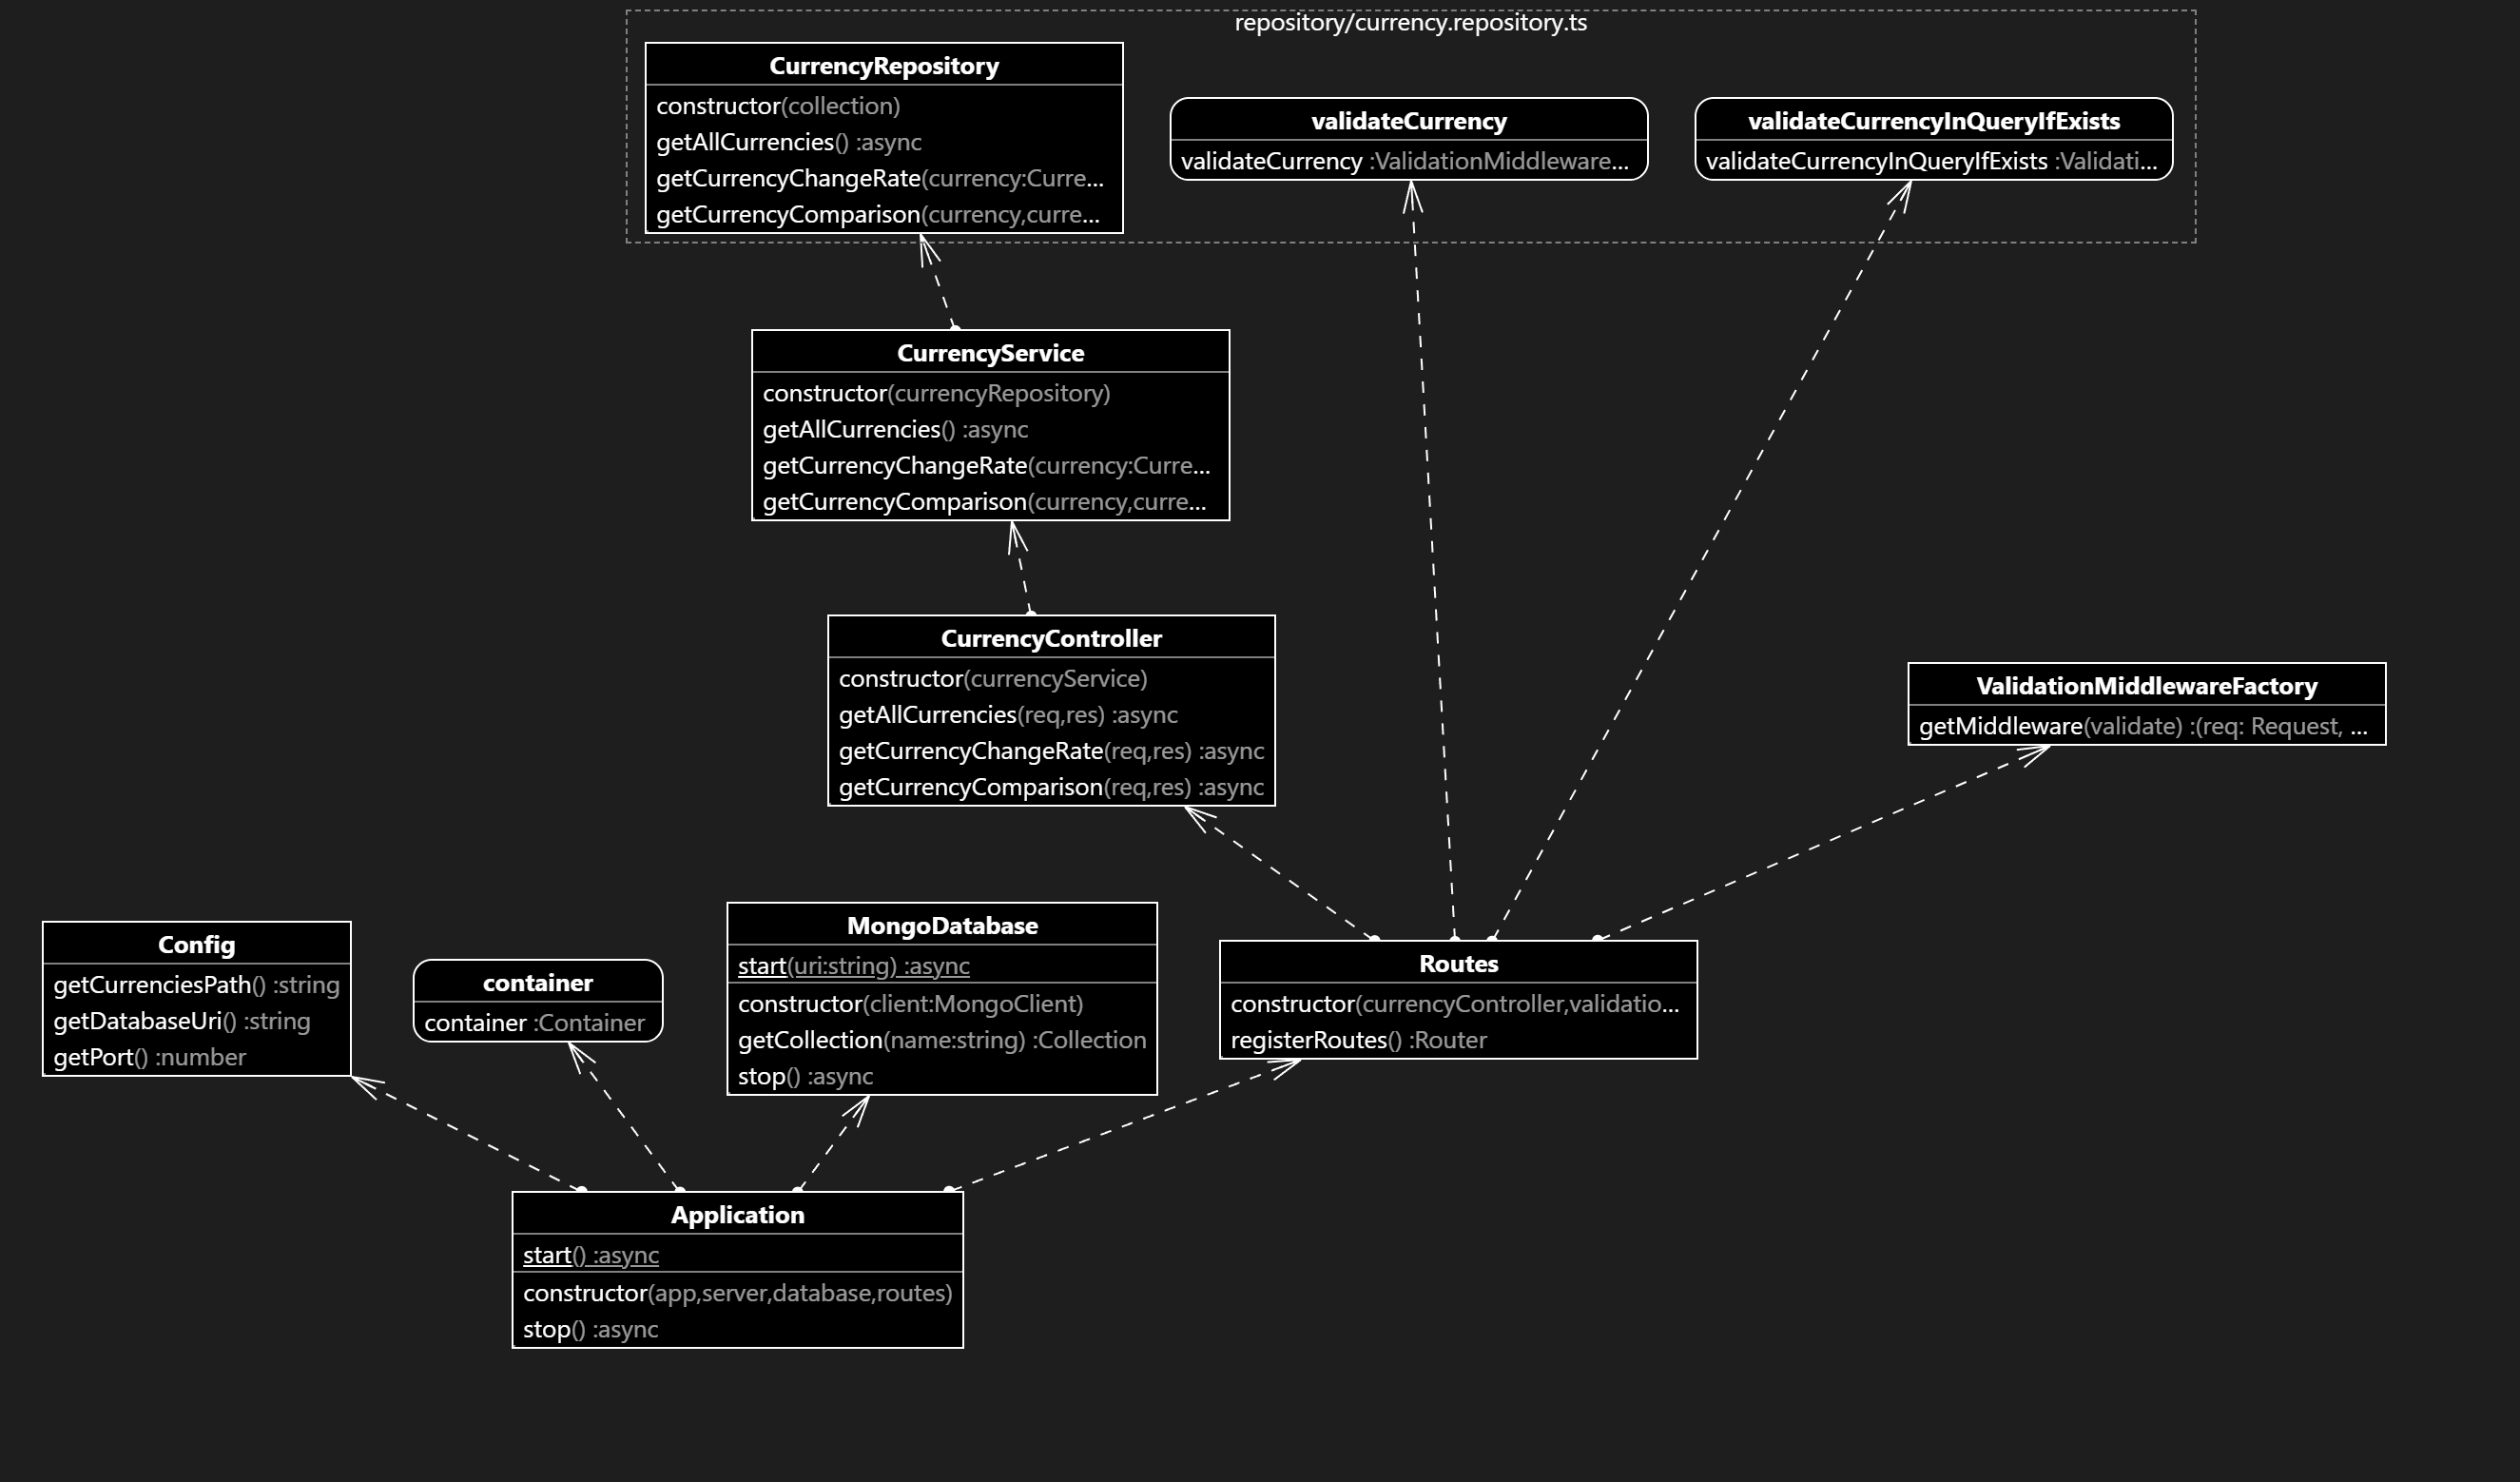 repository/currency.repository.ts
CurrencyRepository
constructor(collection)
getAllCurrencies() :async
getCurrencyChangeRate(currency:Curre...
getCurrencyComparison(currency,curre...
validateCurrency
validateCurrency :ValidationMiddleware...
validateCurrencyInQueryIfExists
validateCurrencyInQueryIfExists :Validati...
CurrencyService
constructor(currencyRepository)
getAllCurrencies() :async
getCurrencyChangeRate(currency:Curre...
getCurrencyComparison(currency,curre...
CurrencyController
constructor(currencyService)
getAllCurrencies(req,res) :async
getCurrencyChangeRate(req,res) :async
getCurrencyComparison(req,res) :async
ValidationMiddlewareFactory
getMiddleware(validate) :(req: Request, ...
Config
getCurrenciesPath() :string
getDatabaseUri() :string
getPort() :number
container
container :Container
MongoDatabase
start(uri:string) :async
constructor(client:MongoClient)
getCollection(name:string) :Collection
stop() :async
Routes
constructor(currencyController,validatio...
registerRoutes() :Router
Application
start() :async
constructor(app,server,database,routes)
stop() :async